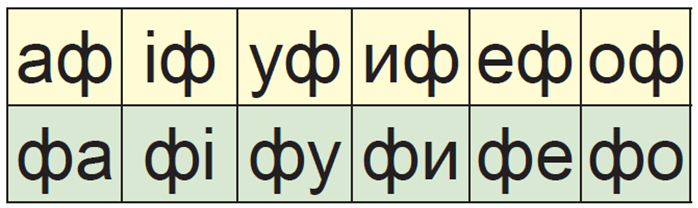 аф іф уф иф еф оф
фа фі фу фи фе фо